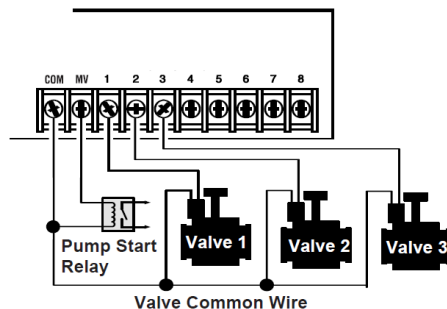 COM MV 1 2 3 4 5 6 7 8
Pump Start
Relay
Valve 1
Valve 2
Valve 3
Valve Common Wire